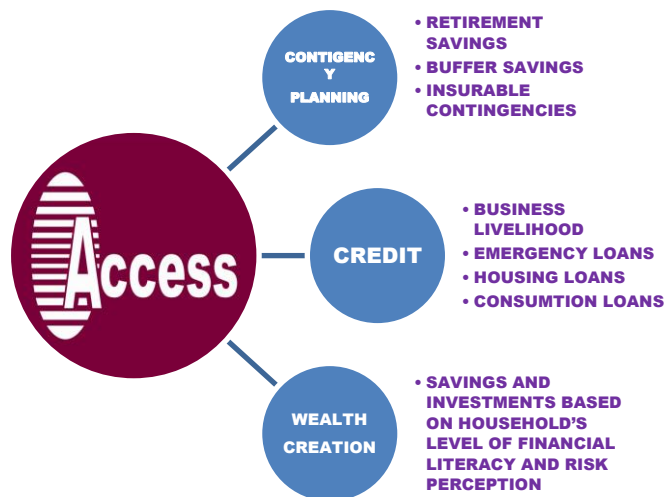 Access
CONTIGENC
Y
PLANNING
• RETIREMENT
SAVINGS
• BUFFER SAVINGS
• INSURABLE
CONTINGENCIES
CREDIT
• BUSINESS
LIVELIHOOD
• EMERGENCY LOANS
• HOUSING LOANS
• CONSUMTION LOANS
WEALTH
CREATION
• SAVINGS AND
INVESTMENTS BASED
ON HOUSEHOLD'S
LEVEL OF FINANCIAL
LITERACY AND RISK
PERCEPTION